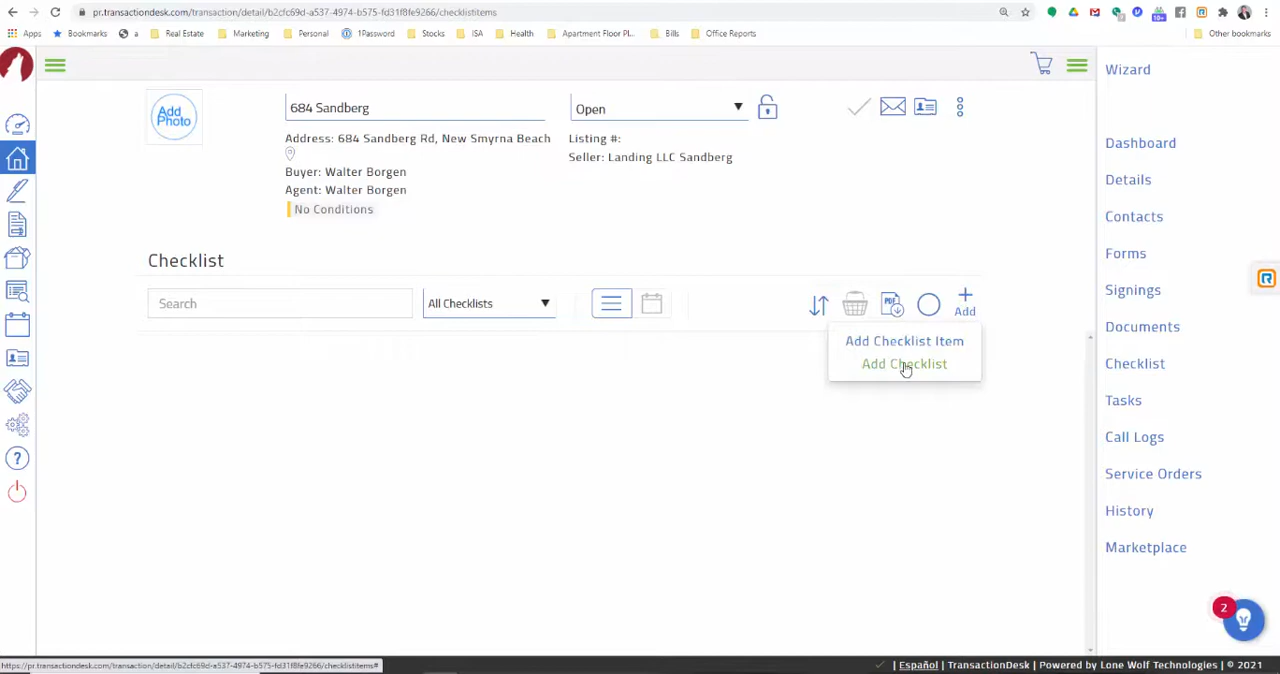 pr.transactiondesk.com/transaction/detail/b2cfc69d-a537-4974-b575-fd31f8fe9266/checklistitems
Apps Bookmarks a Real Estate Marketing Personal 1Password Stocks ISA Health Apartment Floor Pl... Bills Office Reports Other bookmarks
10+
Wizard
Add
Photo
684 Sandberg
Open
Address: 684 Sandberg Rd, New Smyrna Beach
Listing #:
Seller: Landing LLC Sandberg
Buyer: Walter Borgen
Agent: Walter Borgen
No Conditions
Checklist
Search
All Checklists
PDF
Add
Add Checklist Item
Add Checklist
Dashboard
Details
Contacts
Forms
Signings
Documents
Checklist
Tasks
Call Logs
Service Orders
History
Marketplace
?
2
https://pr.transactiondesk.com/transaction/detail/b2cfc69d-a537-4974-b575-fd31f8fe9266/checklistitems#
| Español | TransactionDesk | Powered by Lone Wolf Technologies | © 2021